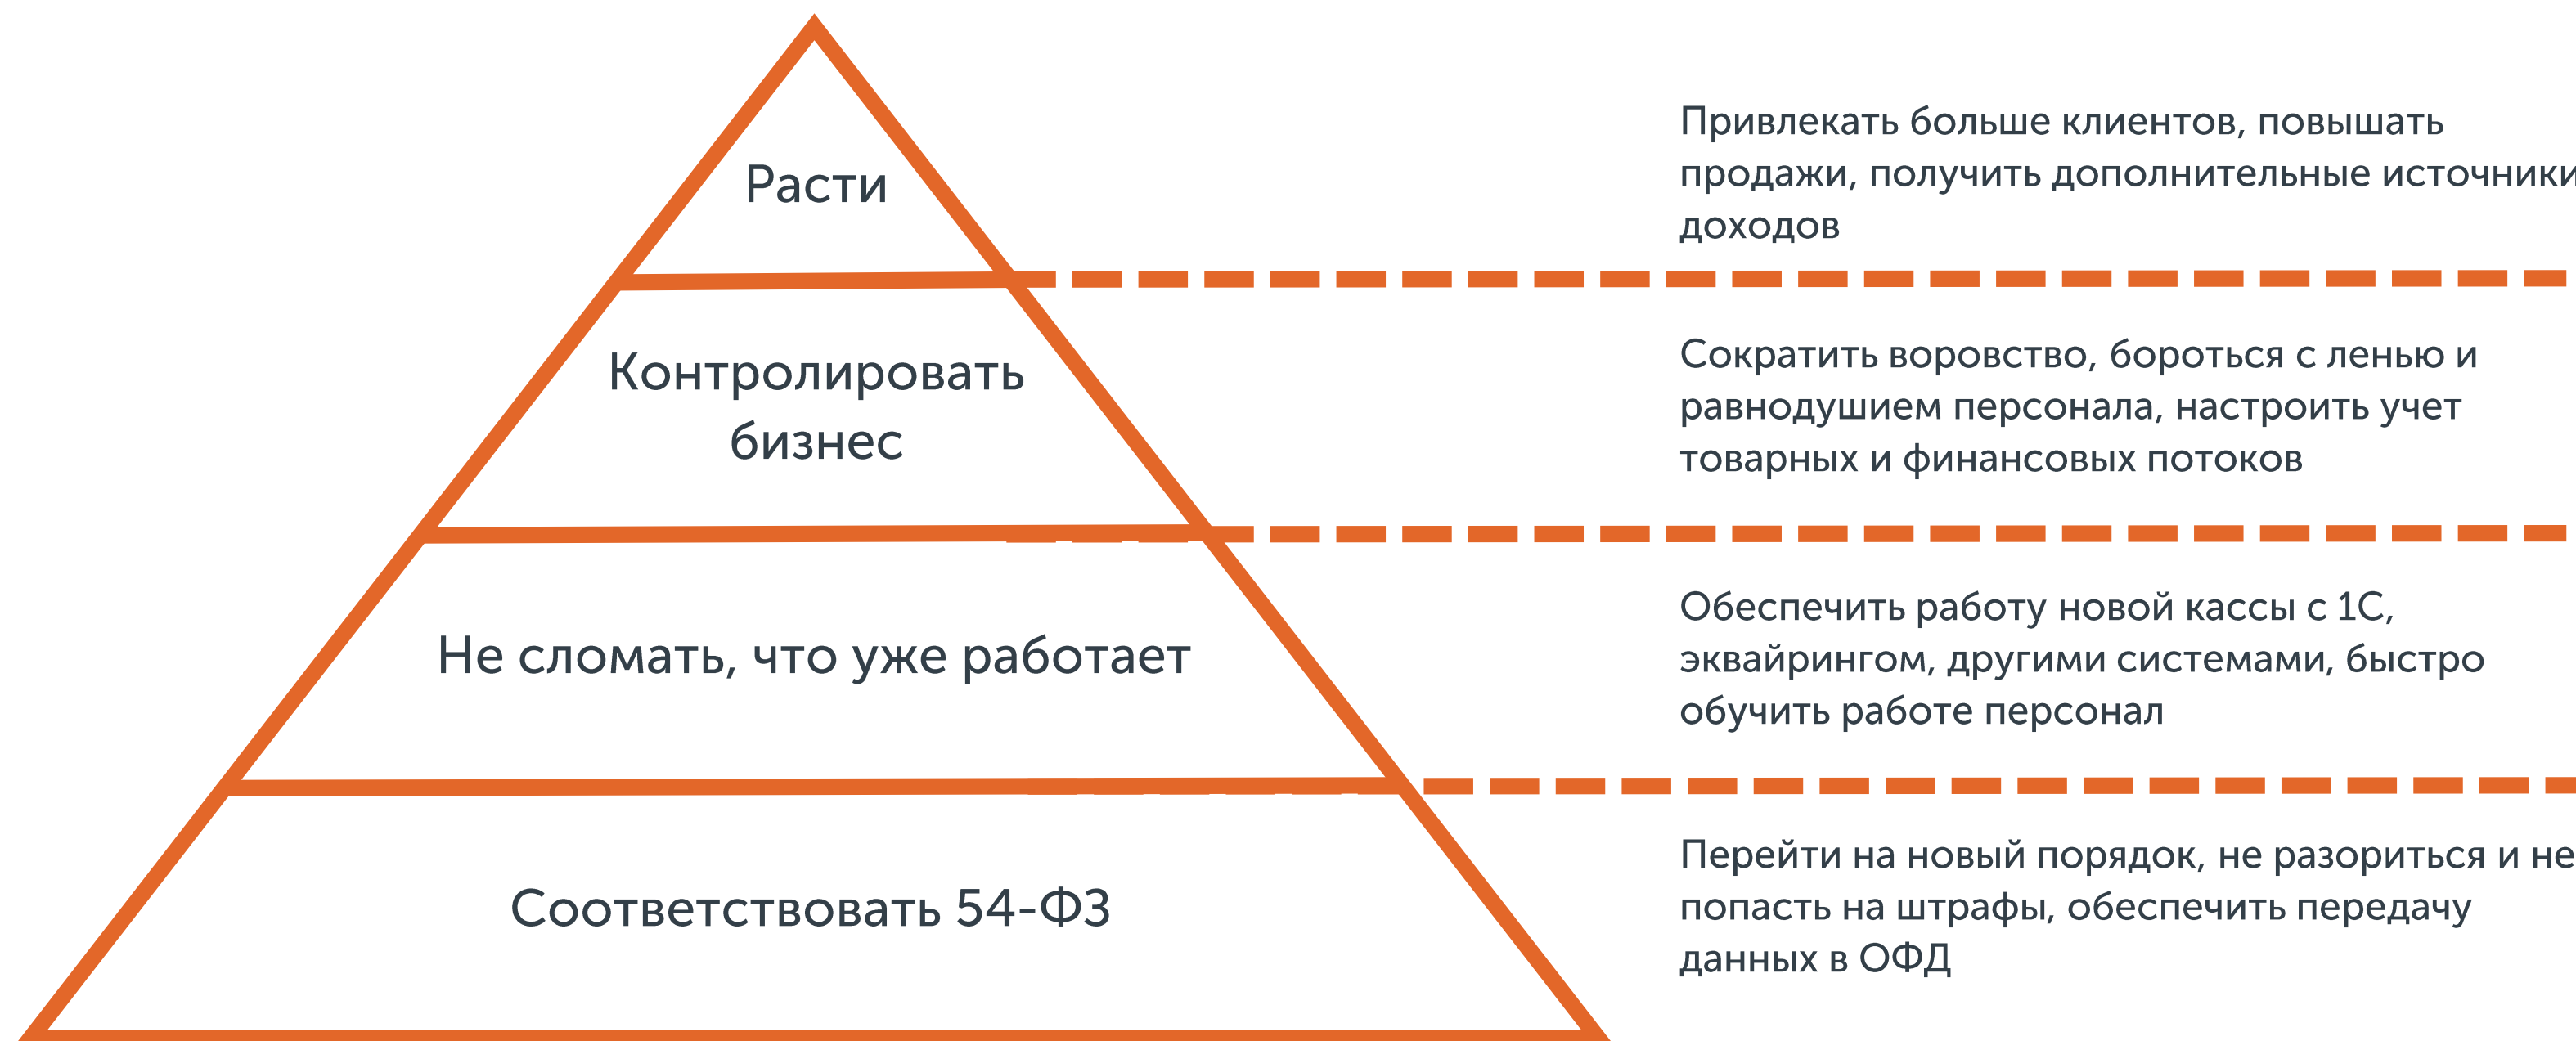 Расти
Привлекать больше клиентов, повышать
продажи, получить дополнительные источники
доходов
Контролировать
бизнес
Сократить воровство, бороться с ленью и
равнодушием персонала, настроить учет
товарных и финансовых потоков
Не сломать, что уже работает
Обеспечить работу новой кассы с 1С,
эквайрингом, другими системами, быстро
обучить работе персонал
Соответствовать 54-ФЗ
Перейти на новый порядок, не разориться и не
попасть на штрафы, обеспечить передачу
данных в ОФД